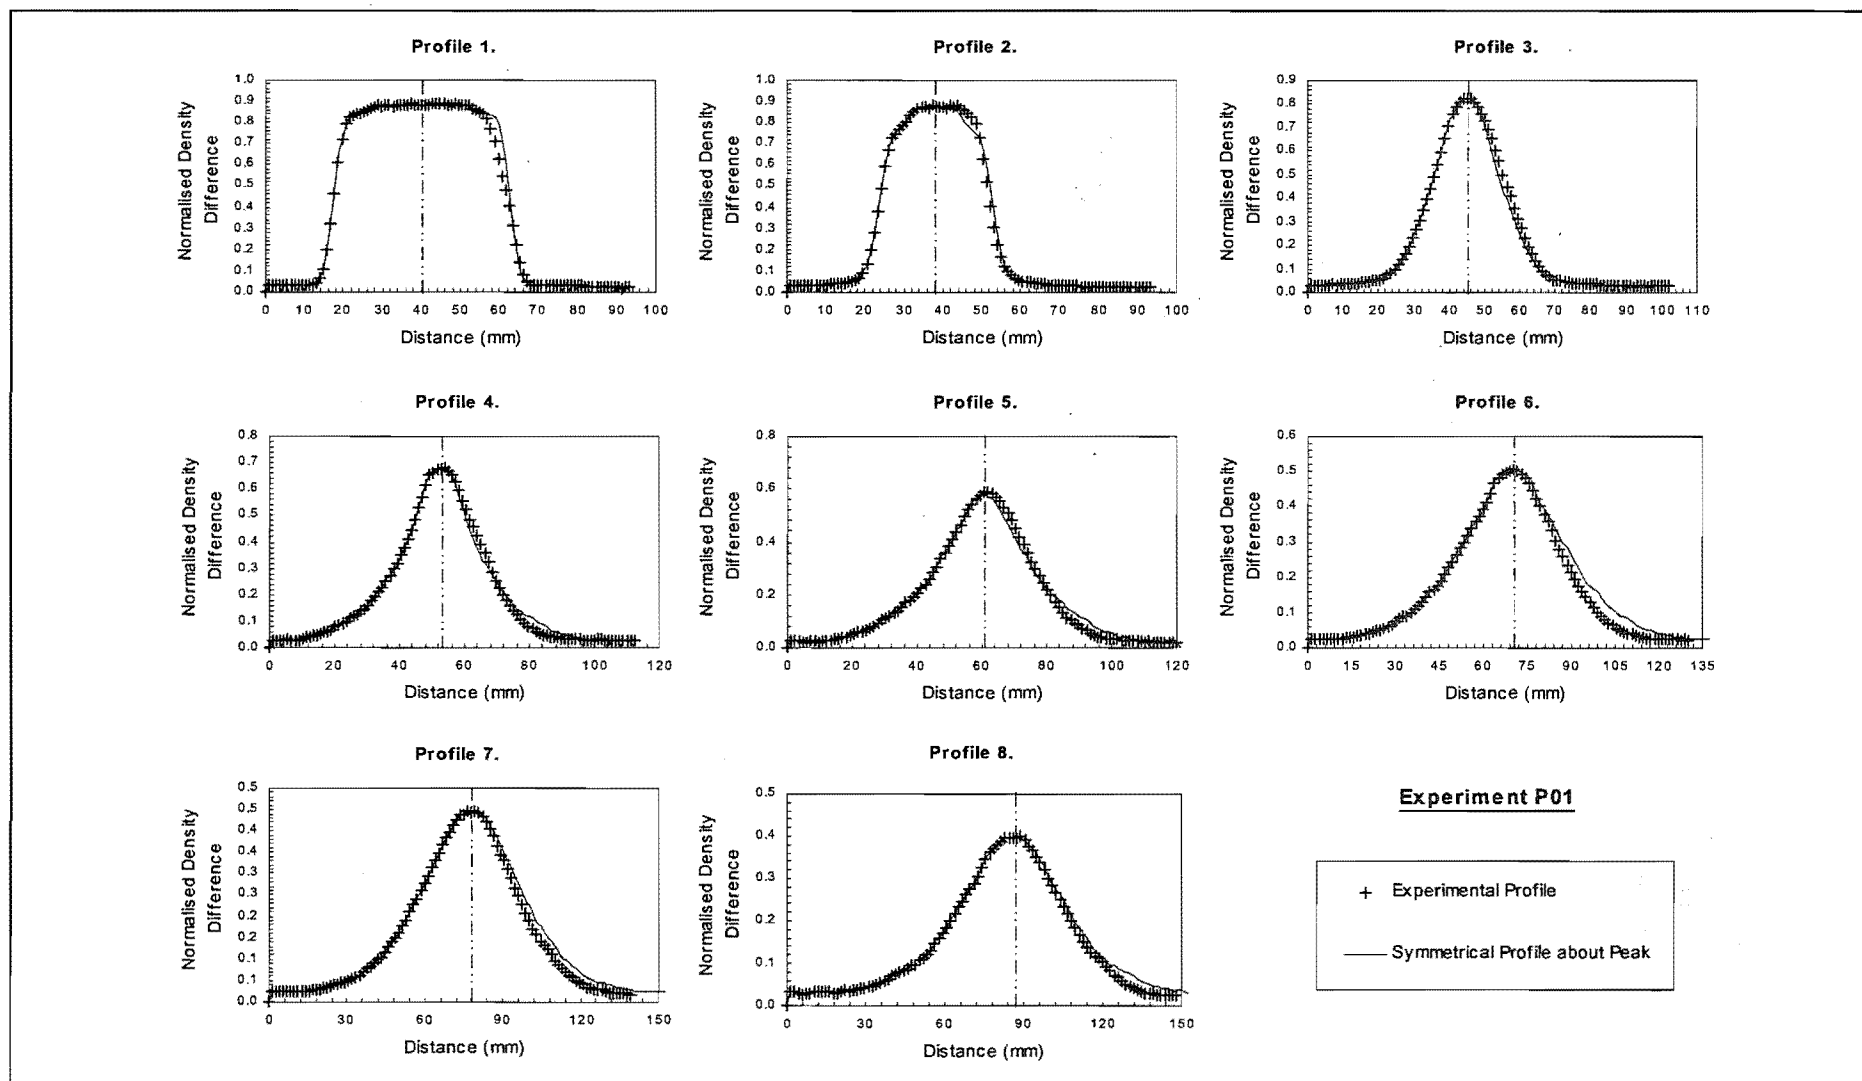 Profile 1.
Normalised Density
Difference
1.0
0.9
0.8
0.7
0.6
0.5
0.4
0.3
0.2
0.1
0.0
0 10 20 30 40 50 60 70 80 90 100
Distance (mm)
Profile 2.
Normalised Density
Difference
1.0
0.9
0.8
0.7
0.6
0.5
0.4
0.3
0.2
0.1
0.0
0 10 20 30 40 50 60 70 80 90 100
Distance (mm)
Profile 3.
Normalised Density
Difference
0.9
0.8
0.7
0.6
0.5
0.4
0.3
0.2
0.1
0.0
0 10 20 30 40 50 60 70 80 90 100 110
Distance (mm)
Profile 4.
Normalised Density
Difference
0.8
0.7
0.6
0.5
0.4
0.3
0.2
0.1
0.0
0 20 40 60 80 100 120
Distance (mm)
Profile 5.
Normalised Density
Difference
0.8
0.6
0.4
0.2
0.0
0 20 40 60 80 100 120
Distance (mm)
Profile 6.
Normalised Density
Difference
0.6
0.5
0.4
0.3
0.2
0.1
0.0
0 15 30 45 60 75 90 105 120 135
Distance (mm)
Profile 7.
Normalised Density
Difference
0.5
0.5
0.4
0.4
0.3
0.3
0.2
0.2
0.1
0.1
0.0
0 30 60 90 120 150
Distance (mm)
Profile 8.
Normalised Density
Difference
0.5
0.4
0.3
0.2
0.1
0.0
0 30 60 90 120 150
Distance (mm)
Experiment P01
Experimental Profile
Symmetrical Profile about Peak